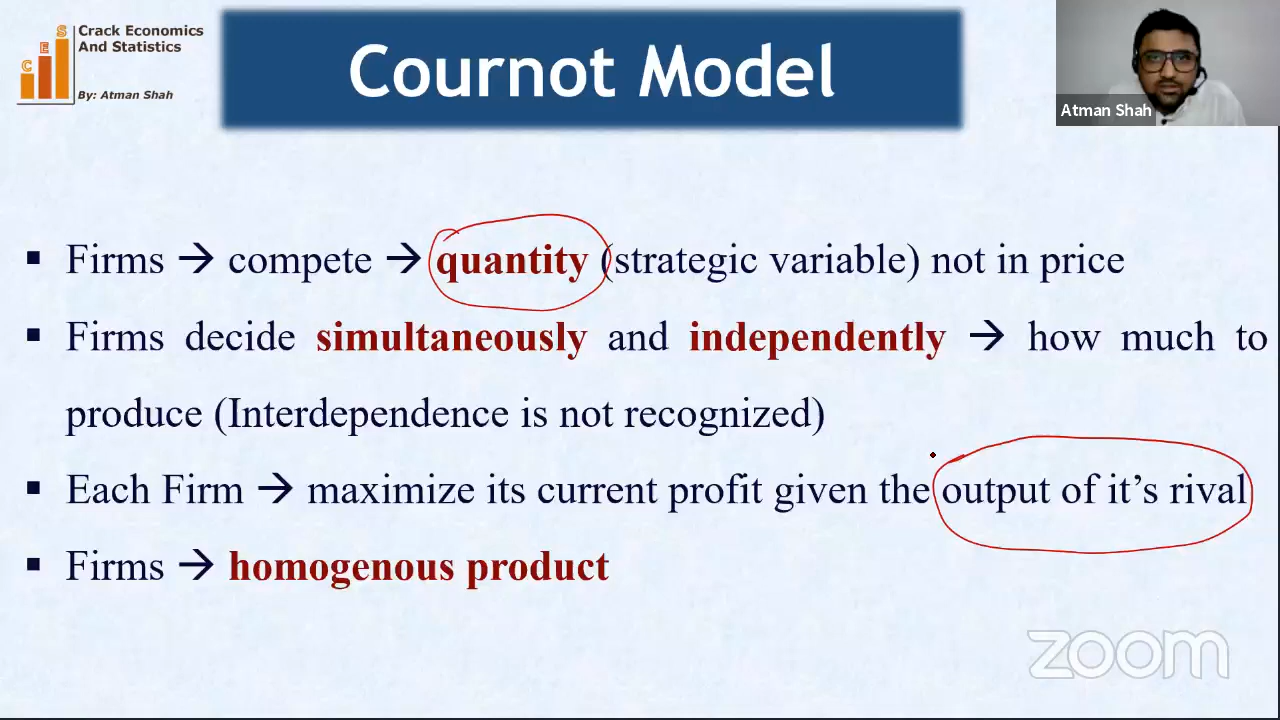 Crack Economics
And Statistics
C E S
By: Atman Shah
Cournot Model
Atman Shah
▪ Firms → compete → quantity (strategic variable) not in price
▪ Firms decide simultaneously and independently → how much to
produce (Interdependence is not recognized)
▪ Each Firm → maximize its current profit given the output of it's rival
▪ Firms → homogenous product
zoom